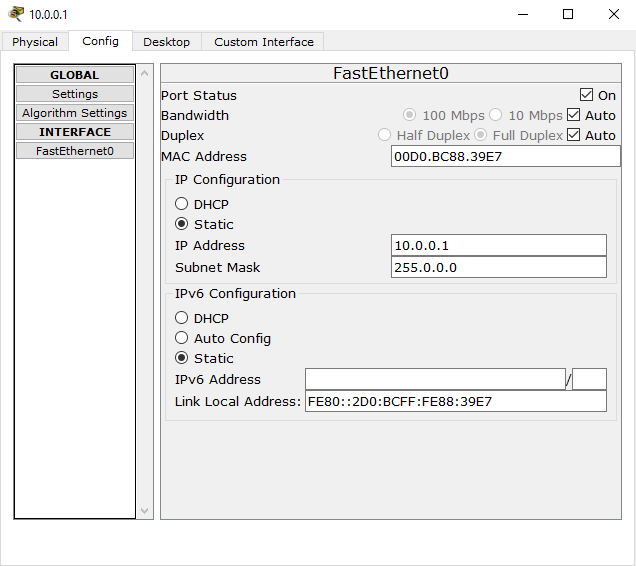 10.0.0.1
Physical Config Desktop Custom Interface
GLOBAL
Settings
Algorithm Settings
INTERFACE
FastEthernet0
FastEthernet0
Port Status On
Bandwidth 100 Mbps 10 Mbps Auto
Duplex Half Duplex Full Duplex Auto
MAC Address 00D0.BC88.39E7
IP Configuration
DHCP
Static
IP Address 10.0.0.1
Subnet Mask 255.0.0.0
IPv6 Configuration
DHCP
Auto Config
Static
IPv6 Address /
Link Local Address: FE80::2D0:BCFF:FE88:39E7